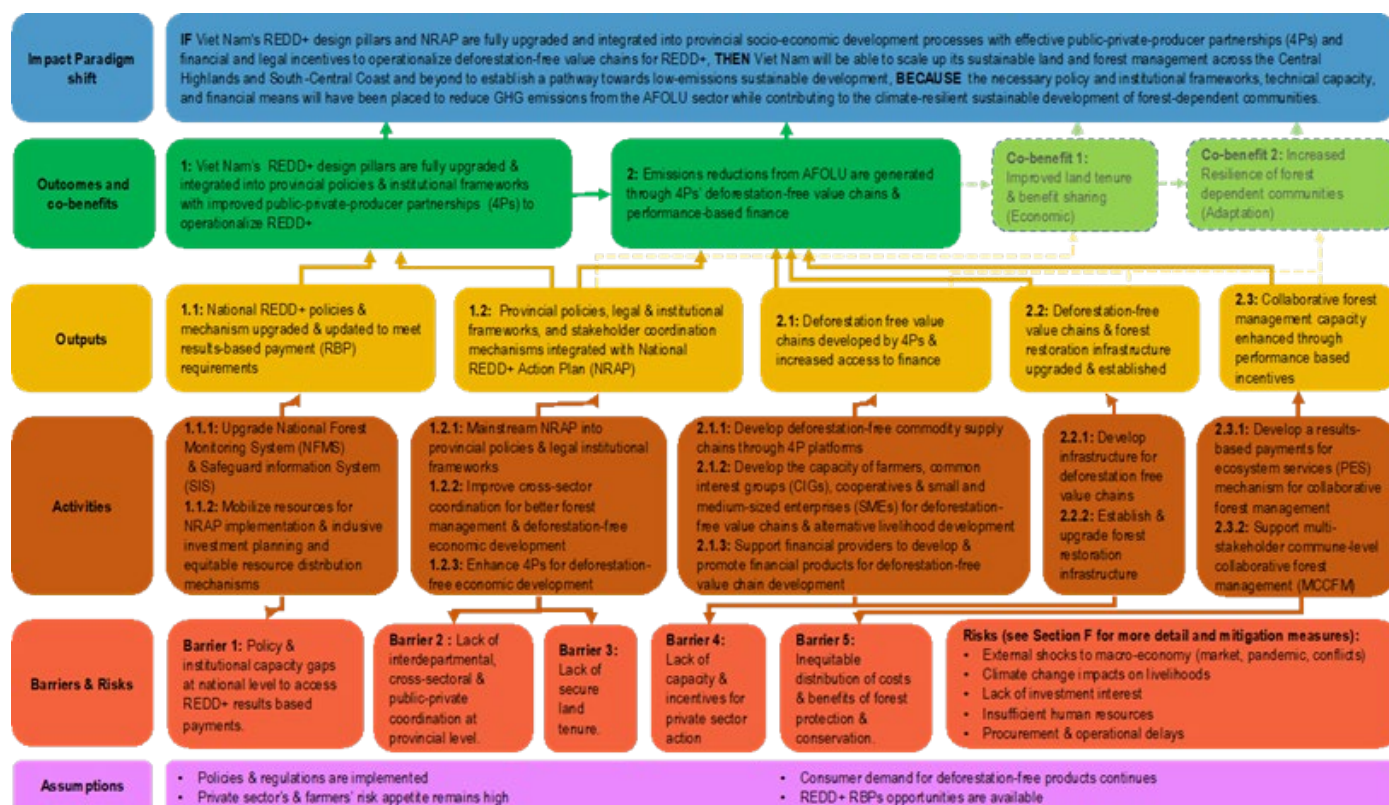 Impact Paradigm
shift
IF Viet Nam's REDD+ design pillars and NRAP are fully upgraded and integrated into provincial socio-economic development processes with effective public-private-producer partnerships (4Ps) and
financial and legal incentives to operationalize deforestation-free value chains for REDD+, THEN Viet Nam will be able to scale up its sustainable land and forest management across the Central
Highlands and South-Central Coast and beyond to establish a pathway towards low-emissions sustainable development, BECAUSE the necessary policy and institutional frameworks, technical capacity,
and financial means will have been placed to reduce GHG emissions from the AFOLU sector while contributing to the climate-resilient sustainable development of forest-dependent communities.
Outcomes and
co-benefits
1: Viet Nam's REDD+ design pillars are fully upgraded &
integrated into provincial policies & institutional frameworks
with improved public-private-producer partnerships (4Ps) to
operationalize REDD+
2: Emissions reductions from AFOLU are generated
through 4Ps' deforestation-free value chains &
performance-based finance
Co-benefit 1:
Improved land tenure
& benefit sharing
(Economic)
Co-benefit 2: Increased
Resilience of forest
dependent communities
(Adaptation)
Outputs
1.1: National REDD+ policies &
mechanism upgraded & updated to meet
results-based payment (RBP)
requirements
1.2: Provincial policies, legal & institutional
frameworks, and stakeholder coordination
mechanisms integrated with National
REDD+ Action Plan (NRAP)
2.1: Deforestation free value
chains developed by 4Ps &
increased access to finance
2.2: Deforestation-free
value chains & forest
restoration infrastructure
upgraded & established
2.3: Collaborative forest
management capacity
enhanced through
performance based
incentives
Activities
1.1.1: Upgrade National Forest
Monitoring System (NFMS)
& Safeguard information System
(SIS)
1.1.2: Mobilize resources for
NRAP implementation & inclusive
investment planning and
equitable resource distribution
mechanisms
1.2.1: Mainstream NRAP into
provincial policies & legal institutional
frameworks
1.2.2: Improve cross-sector
coordination for better forest
management & deforestation-free
economic development
1.2.3: Enhance 4Ps for deforestation-
free economic development
2.1.1: Develop deforestation-free commodity supply
chains through 4P platforms
2.1.2: Develop the capacity of farmers, common
interest groups (CIGs), cooperatives & small and
medium-sized enterprises (SMEs) for deforestation-
free value chains & alternative livelihood development
2.1.3: Support financial providers to develop &
promote financial products for deforestation-free
value chain development
2.2.1: Develop
infrastructure for
deforestation free
value chains
2.2.2: Establish &
upgrade forest
restoration
infrastructure
2.3.1: Develop a results-
based payments for
ecosystem services (PES)
mechanism for collaborative
forest management
2.3.2: Support multi-
stakeholder commune-level
collaborative forest
management (MCCFM)
Barriers & Risks
Barrier 1: Policy &
institutional capacity gaps
at national level to access
REDD+ results based
payments.
Barrier 2 : Lack of
interdepartmental,
cross-sectoral &
public-private
coordination at
provincial level.
Barrier 3:
Lack of
secure
land
tenure.
Barrier 4:
Lack of
capacity &
incentives for
private sector
action
Barrier 5:
Inequitable
distribution of costs
& benefits of forest
protection &
conservation.
Risks (see Section F for more detail and mitigation measures):
• External shocks to macro-economy (market, pandemic, conflicts)
• Climate change impacts on livelihoods
• Lack of investment interest
• Insufficient human resources
• Procurement & operational delays
Assumptions
• Policies & regulations are implemented
• Private sector's & farmers' risk appetite remains high
• Consumer demand for deforestation-free products continues
• REDD+ RBPs opportunities are available